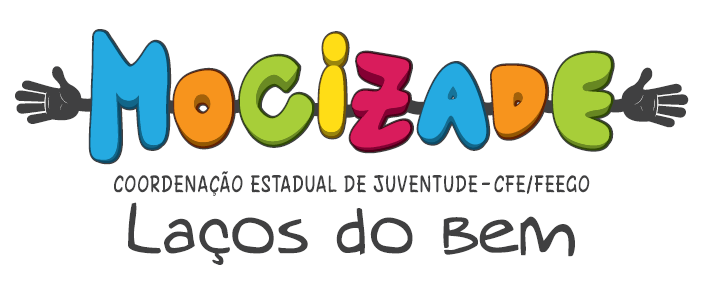 MOCIZADE
COORDENAÇÃO ESTADUAL DE JUVENTUDE-CFE/FEEGO
Laços do Bem